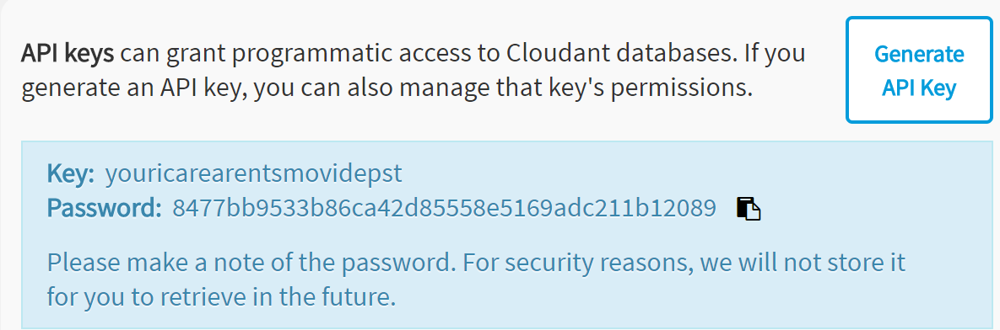 API keys can grant programmatic access to Cloudant databases. If you
generate an API key, you can also manage that key's permissions.
Generate
API Key
Key: youricarearentsmovidepst
Password: 8477bb9533b86ca42d85558e5169adc211b12089
Please make a note of the password. For security reasons, we will not store it
for you to retrieve in the future.